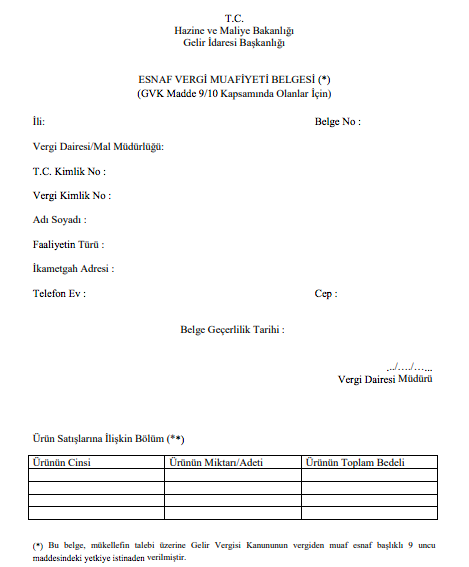 T.C.
Hazine ve Maliye Bakanlığı
Gelir İdaresi Başkanlığı
ESNAF VERGİ MUAFİYETİ BELGESİ (*)
(GVK Madde 9/10 Kapsamında Olanlar İçin)
İli: Belge No :
Vergi Dairesi/Mal Müdürlüğü:
T.C. Kimlik No :
Vergi Kimlik No :
Adı Soyadı :
Faaliyetin Türü :
İkametgah Adresi :
Telefon Ev : Cep :
Belge Geçerlilik Tarihi :
../…./…...
Vergi Dairesi Müdürü
Ürün Satışlarına İlişkin Bölüm (**)
Ürünün Cinsi Ürünün Miktarı/Adeti Ürünün Toplam Bedeli
(*) Bu belge, mükellefin talebi üzerine Gelir Vergisi Kanununun vergiden muaf esnaf başlıklı 9 uncu
maddesindeki yetkiye istinaden verilmiştir.